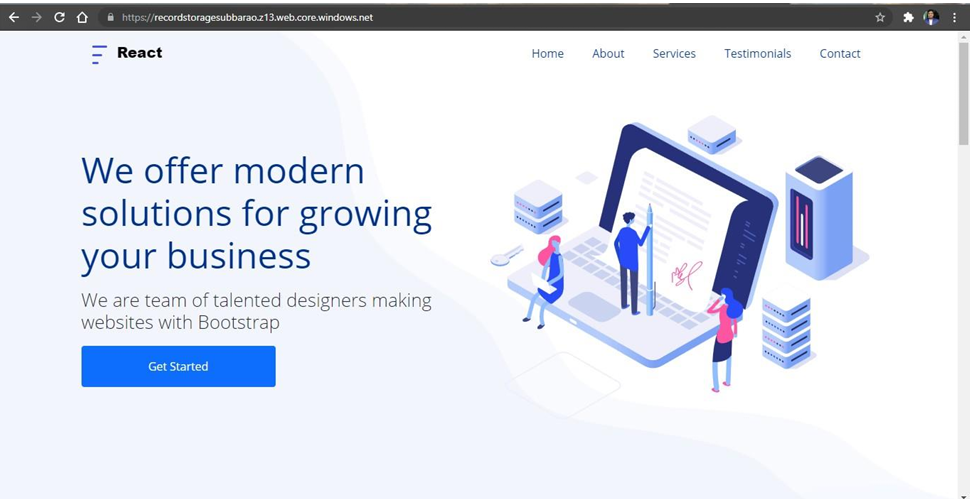 https://recordstoragesubbarao.z13.web.core.windows.net
React
Home About Services Testimonials Contact
We offer modern
solutions for growing
your business
We are team of talented designers making
websites with Bootstrap
Get Started